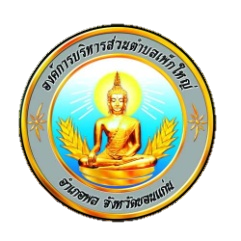 องค์การบริหารส่วนตำบลเพ็กใหญ่
อำเภอพล จังหวัดขอนแก่น